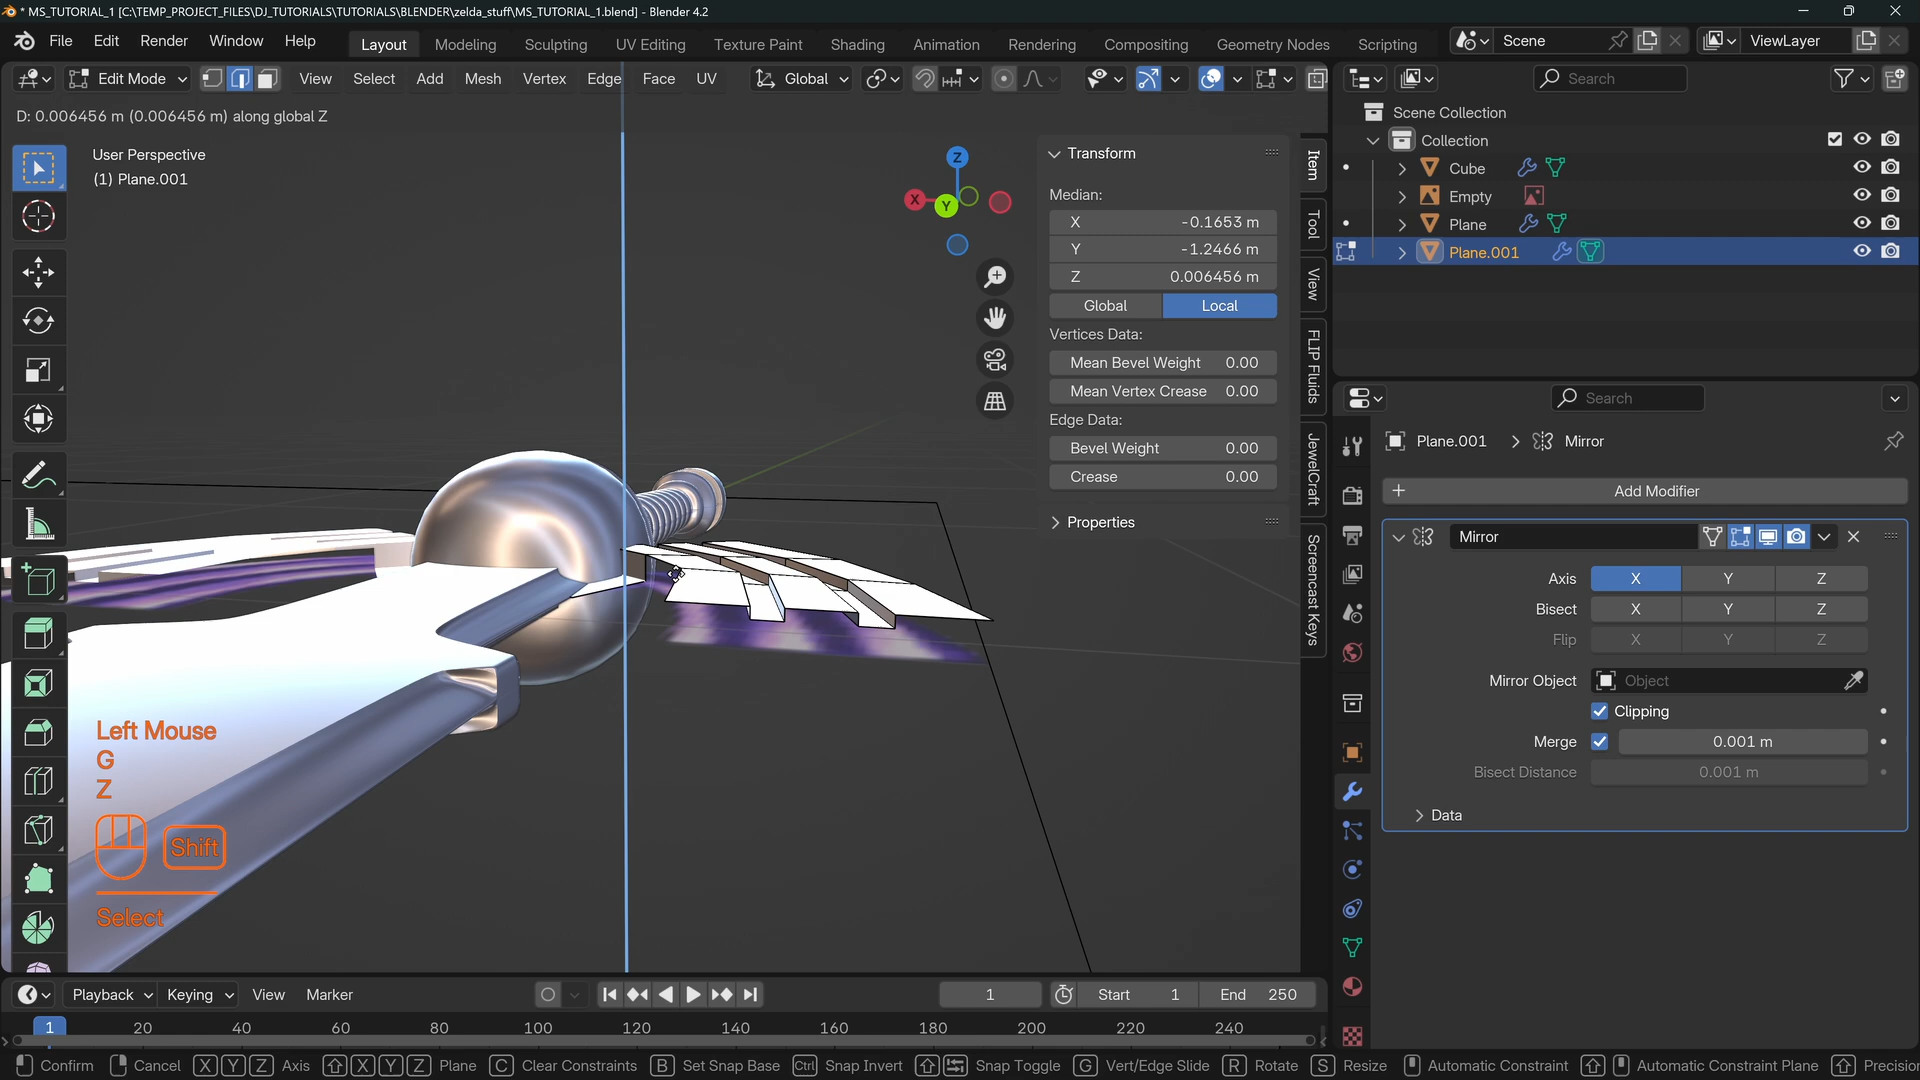 * MS_TUTORIAL_1 [C:\TEMP_PROJECT_FILES\DJ_TUTORIALS\TUTORIALS\BLENDER\zelda_stuff\MS_TUTORIAL_1.blend] - Blender 4.2
File Edit Render Window Help Layout Modeling Sculpting UV Editing Texture Paint Shading Animation Rendering Compositing Geometry Nodes Scripting Scene ViewLayer
Edit Mode View Select Add Mesh Vertex Edge Face UV Global Search
D: 0.006456 m (0.006456 m) along global Z
User Perspective
(1) Plane.001
Z
X
Y
Transform
Median:
X -0.1653 m
Y -1.2466 m
Z 0.006456 m
Global Local
Vertices Data:
Mean Bevel Weight 0.00
Mean Vertex Crease 0.00
Edge Data:
Bevel Weight 0.00
Crease 0.00
Properties
Item
Tool
View
FLIP Fluids
JewelCraft
Screencast Keys
Scene Collection
Collection
Cube
Empty
Plane
Plane.001
Search
Plane.001 Mirror
Add Modifier
Mirror
Axis X Y Z
Bisect X Y Z
Flip X Y Z
Mirror Object Object
Clipping
Merge 0.001 m
Bisect Distance 0.001 m
Data
Left Mouse
G
Z
Shift
Select
Playback Keying View Marker 1 Start 1 End 250
1 20 40 60 80 100 120 140 160 180 200 220 240
Confirm Cancel X Y Z Axis X Y Z Plane C Clear Constraints B Set Snap Base Ctrl Snap Invert Snap Toggle G Vert/Edge Slide R Rotate S Resize Automatic Constraint Automatic Constraint Plane Precision